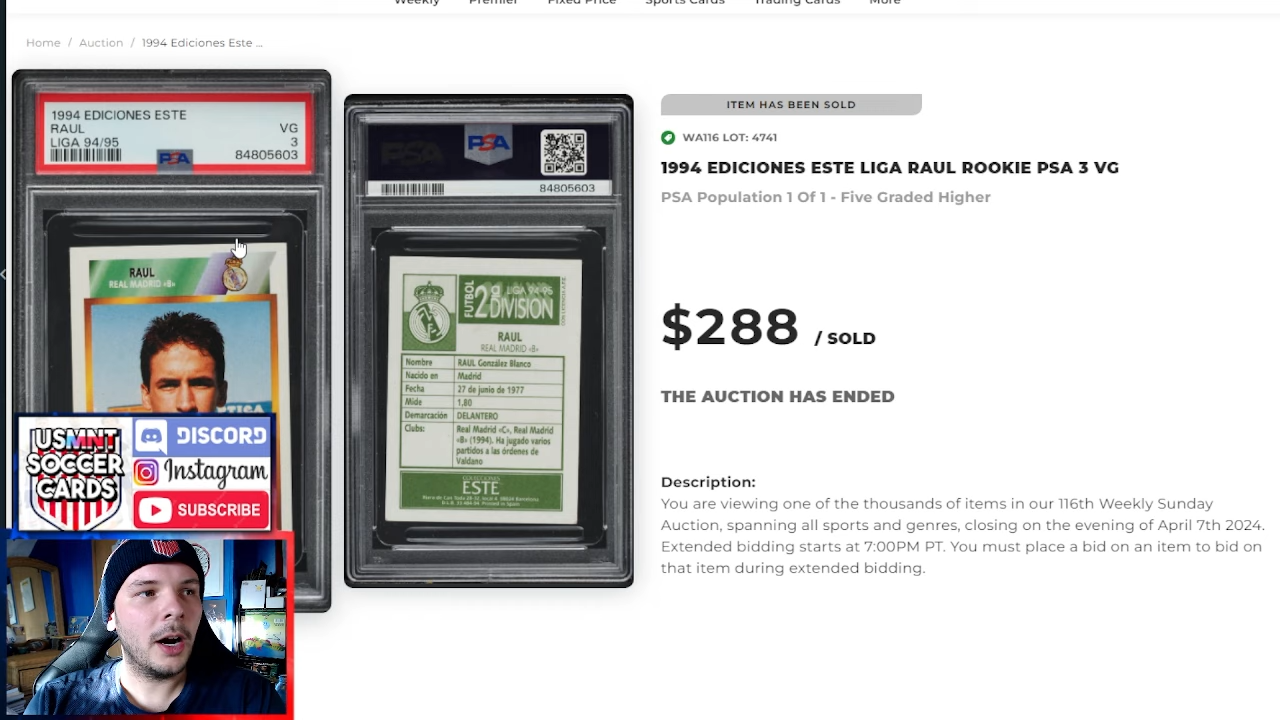 Weekly Premier Fixed Price Sports Cards Trading Cards More
Home / Auction / 1994 Ediciones Este ...
1994 EDICIONES ESTE
RAUL VG
LIGA 94/95 3
PSA 84805603
RAUL
REAL MADRID «B»
PSA
84805603
FUTBOL 2ª DIVISION
LIGA 94-95
RAUL
REAL MADRID «B»
Nombre RAUL González Blanco
Nacido en Madrid
Fecha 27 de junio de 1977
Mide 1,80
Demarcación DELANTERO
Clubs: Real Madrid «C», Real Madrid
«B» (1994). Ha jugado varios
partidos a las órdenes de
Valdano
COLECCIONES
ESTE
ITEM HAS BEEN SOLD
WA116 LOT: 4741
1994 EDICIONES ESTE LIGA RAUL ROOKIE PSA 3 VG
PSA Population 1 Of 1 - Five Graded Higher
$288 / SOLD
THE AUCTION HAS ENDED
Description:
You are viewing one of the thousands of items in our 116th Weekly Sunday
Auction, spanning all sports and genres, closing on the evening of April 7th 2024.
Extended bidding starts at 7:00PM PT. You must place a bid on an item to bid on
that item during extended bidding.
USMNT
SOCCER
CARDS
DISCORD
Instagram
SUBSCRIBE